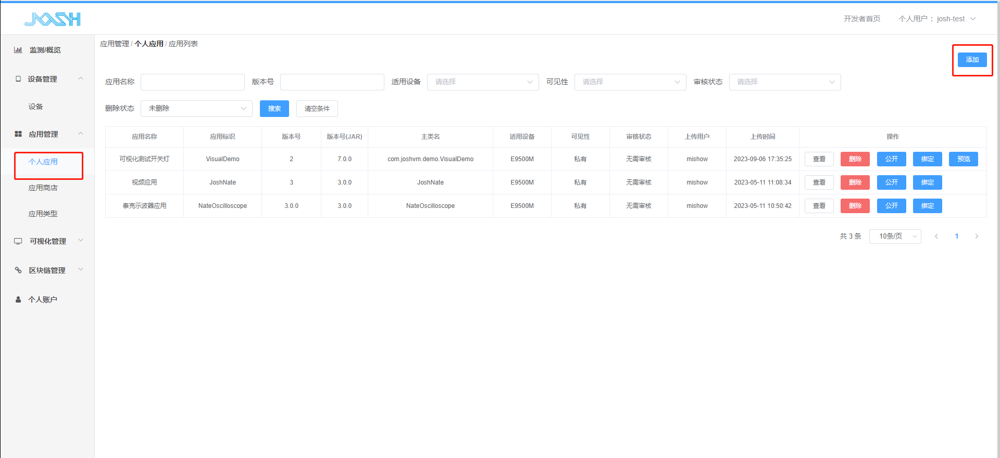 JOSH
开发者首页 个人用户： josh-test
监测/概览
设备管理
设备
应用管理
个人应用
应用商店
应用类型
可视化管理
区块链管理
个人账户
应用管理 / 个人应用 / 应用列表
添加
应用名称 版本号 适用设备 请选择 可见性 请选择 审核状态 请选择
删除状态 未删除 搜索 清空条件
应用名称 应用标识 版本号 版本号(JAR) 主类名 适用设备 可见性 审核状态 上传用户 上传时间 操作
可视化测试开关灯 VisualDemo 2 7.0.0 com.joshvm.demo.VisualDemo E9500M 私有 无需审核 mishow 2023-09-06 17:35:25 查看 删除 公开 绑定 预览
视频应用 JoshNate 3 3.0.0 JoshNate E9500M 私有 无需审核 mishow 2023-05-11 11:08:34 查看 删除 公开 绑定
泰克示波器应用 NateOscilloscope 3.0.0 3.0.0 NateOscilloscope E9500M 私有 无需审核 mishow 2023-05-11 10:50:42 查看 删除 公开 绑定
共 3 条 10条/页 1